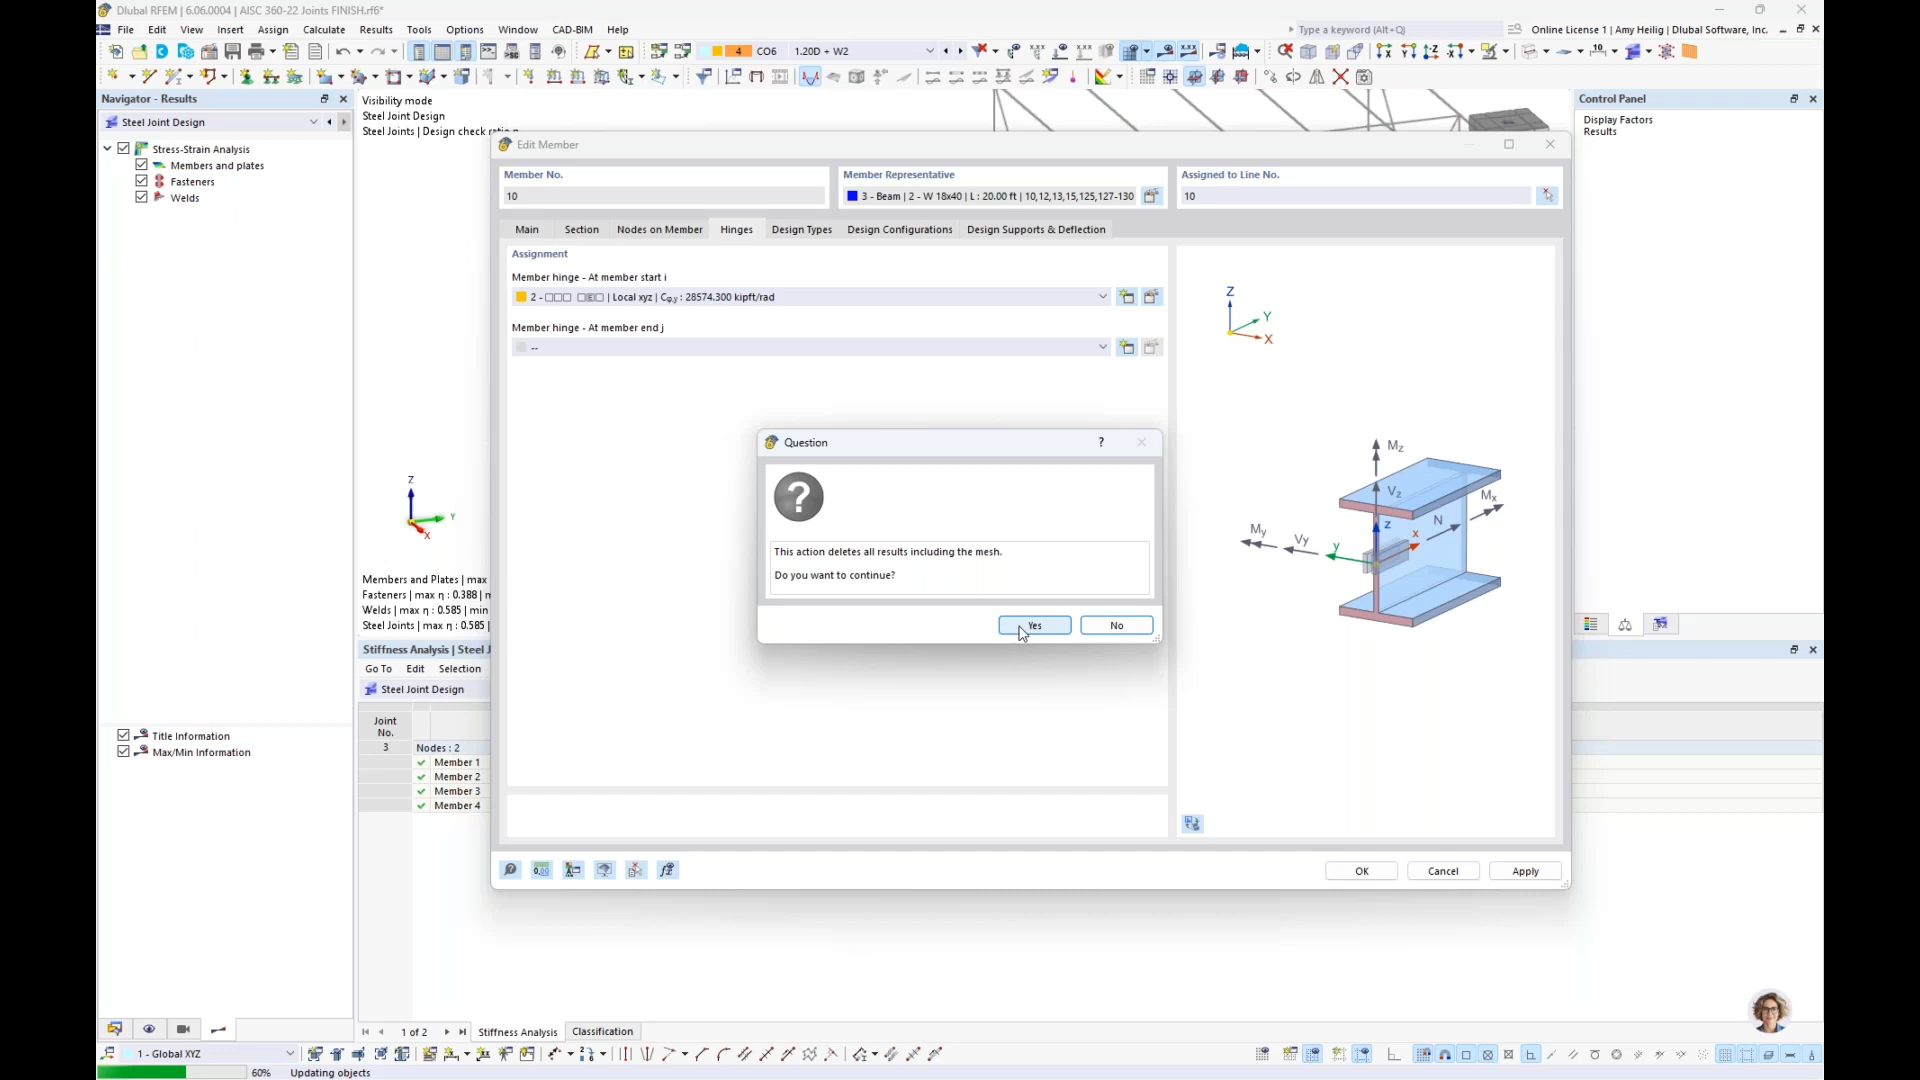 Dlubal RFEM | 6.06.0004 | AISC 360-22 Joints FINISH.rf6*
File Edit View Insert Assign Calculate Results Tools Options Window CAD-BIM Help
Type a keyword (Alt+Q)
Online License 1 | Amy Heilig | Dlubal Software, Inc.
4 CO6 1.20D + W2
Navigator - Results
Steel Joint Design
Stress-Strain Analysis
Members and plates
Fasteners
Welds
Title Information
Max/Min Information
Visibility mode
Steel Joint Design
Steel Joints | Design check
Control Panel
Display Factors
Results
Edit Member
Member No.
10
Member Representative
3 - Beam | 2 - W 18x40 | L : 20.00 ft | 10,12,13,15,125,127-130
Assigned to Line No.
10
Main Section Nodes on Member Hinges Design Types Design Configurations Design Supports & Deflection
Assignment
Member hinge - At member start i
2 - □□□ □⊡□ | Local xyz | Cφ,y : 28574.300 kipft/rad
Member hinge - At member end j
--
Z
Y
X
Mz
Vz
Mx
N
z
x
My
Vy
y
Question
?
This action deletes all results including the mesh.
Do you want to continue?
Yes No
OK Cancel Apply
Z
Y
X
Members and Plates | max
Fasteners | max η : 0.388 |
Welds | max η : 0.585 | min
Steel Joints | max η : 0.585
Stiffness Analysis | Steel
Go To Edit Selection
Steel Joint Design
Joint
No.
3 Nodes : 2
Member 1
Member 2
Member 3
Member 4
1 of 2 Stiffness Analysis Classification
1 - Global XYZ
60% Updating objects